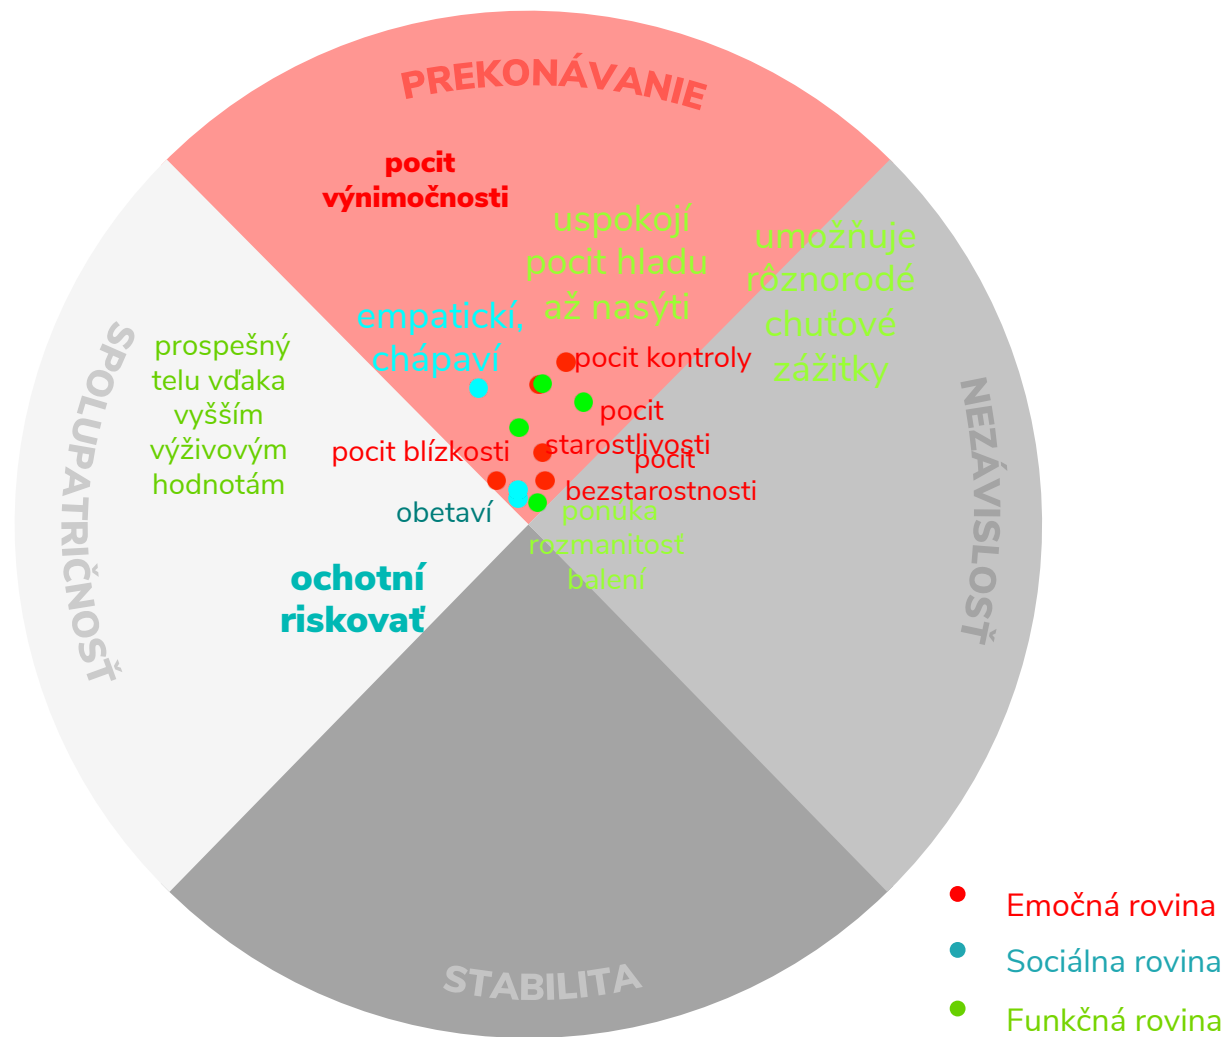 PREKONÁVANIE
pocit
výnimočnosti
uspokojí
pocit hladu
až nasýti
umožňuje
rôznorodé
chuťové
zážitky
empatickí,
chápaví
prospešný
telu vďaka
vyšším
výživovým
hodnotám
SPOLUPATRIČNOSŤ
NEZÁVISLOSŤ
pocit kontroly
pocit
starostlivosti
pocit blízkosti
pocit
bezstarostnosti
obetaví
ponúka
rozmanitosť
balení
ochotní
riskovať
STABILITA
Emočná rovina
Sociálna rovina
Funkčná rovina